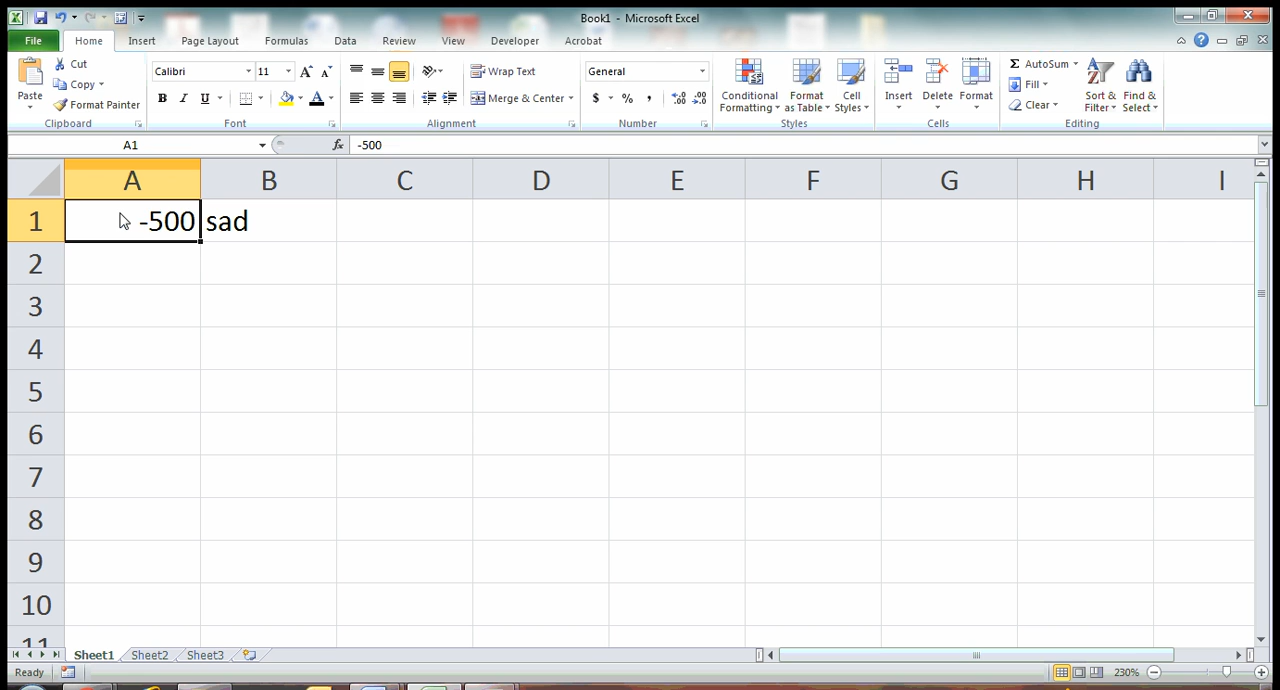 Book1 - Microsoft Excel
File Home Insert Page Layout Formulas Data Review View Developer Acrobat
Paste
Cut
Copy
Format Painter
Clipboard
Calibri 11
B I U
Font
Wrap Text
Merge & Center
Alignment
General
$ % ,
Number
Conditional Formatting
Format as Table
Cell Styles
Styles
Insert Delete Format
Cells
Σ AutoSum
Fill
Clear
Sort & Filter
Find & Select
Editing
A1 fx -500
A B C D E F G H I
1 -500 sad
2
3
4
5
6
7
8
9
10
11
Sheet1 Sheet2 Sheet3
Ready 230%